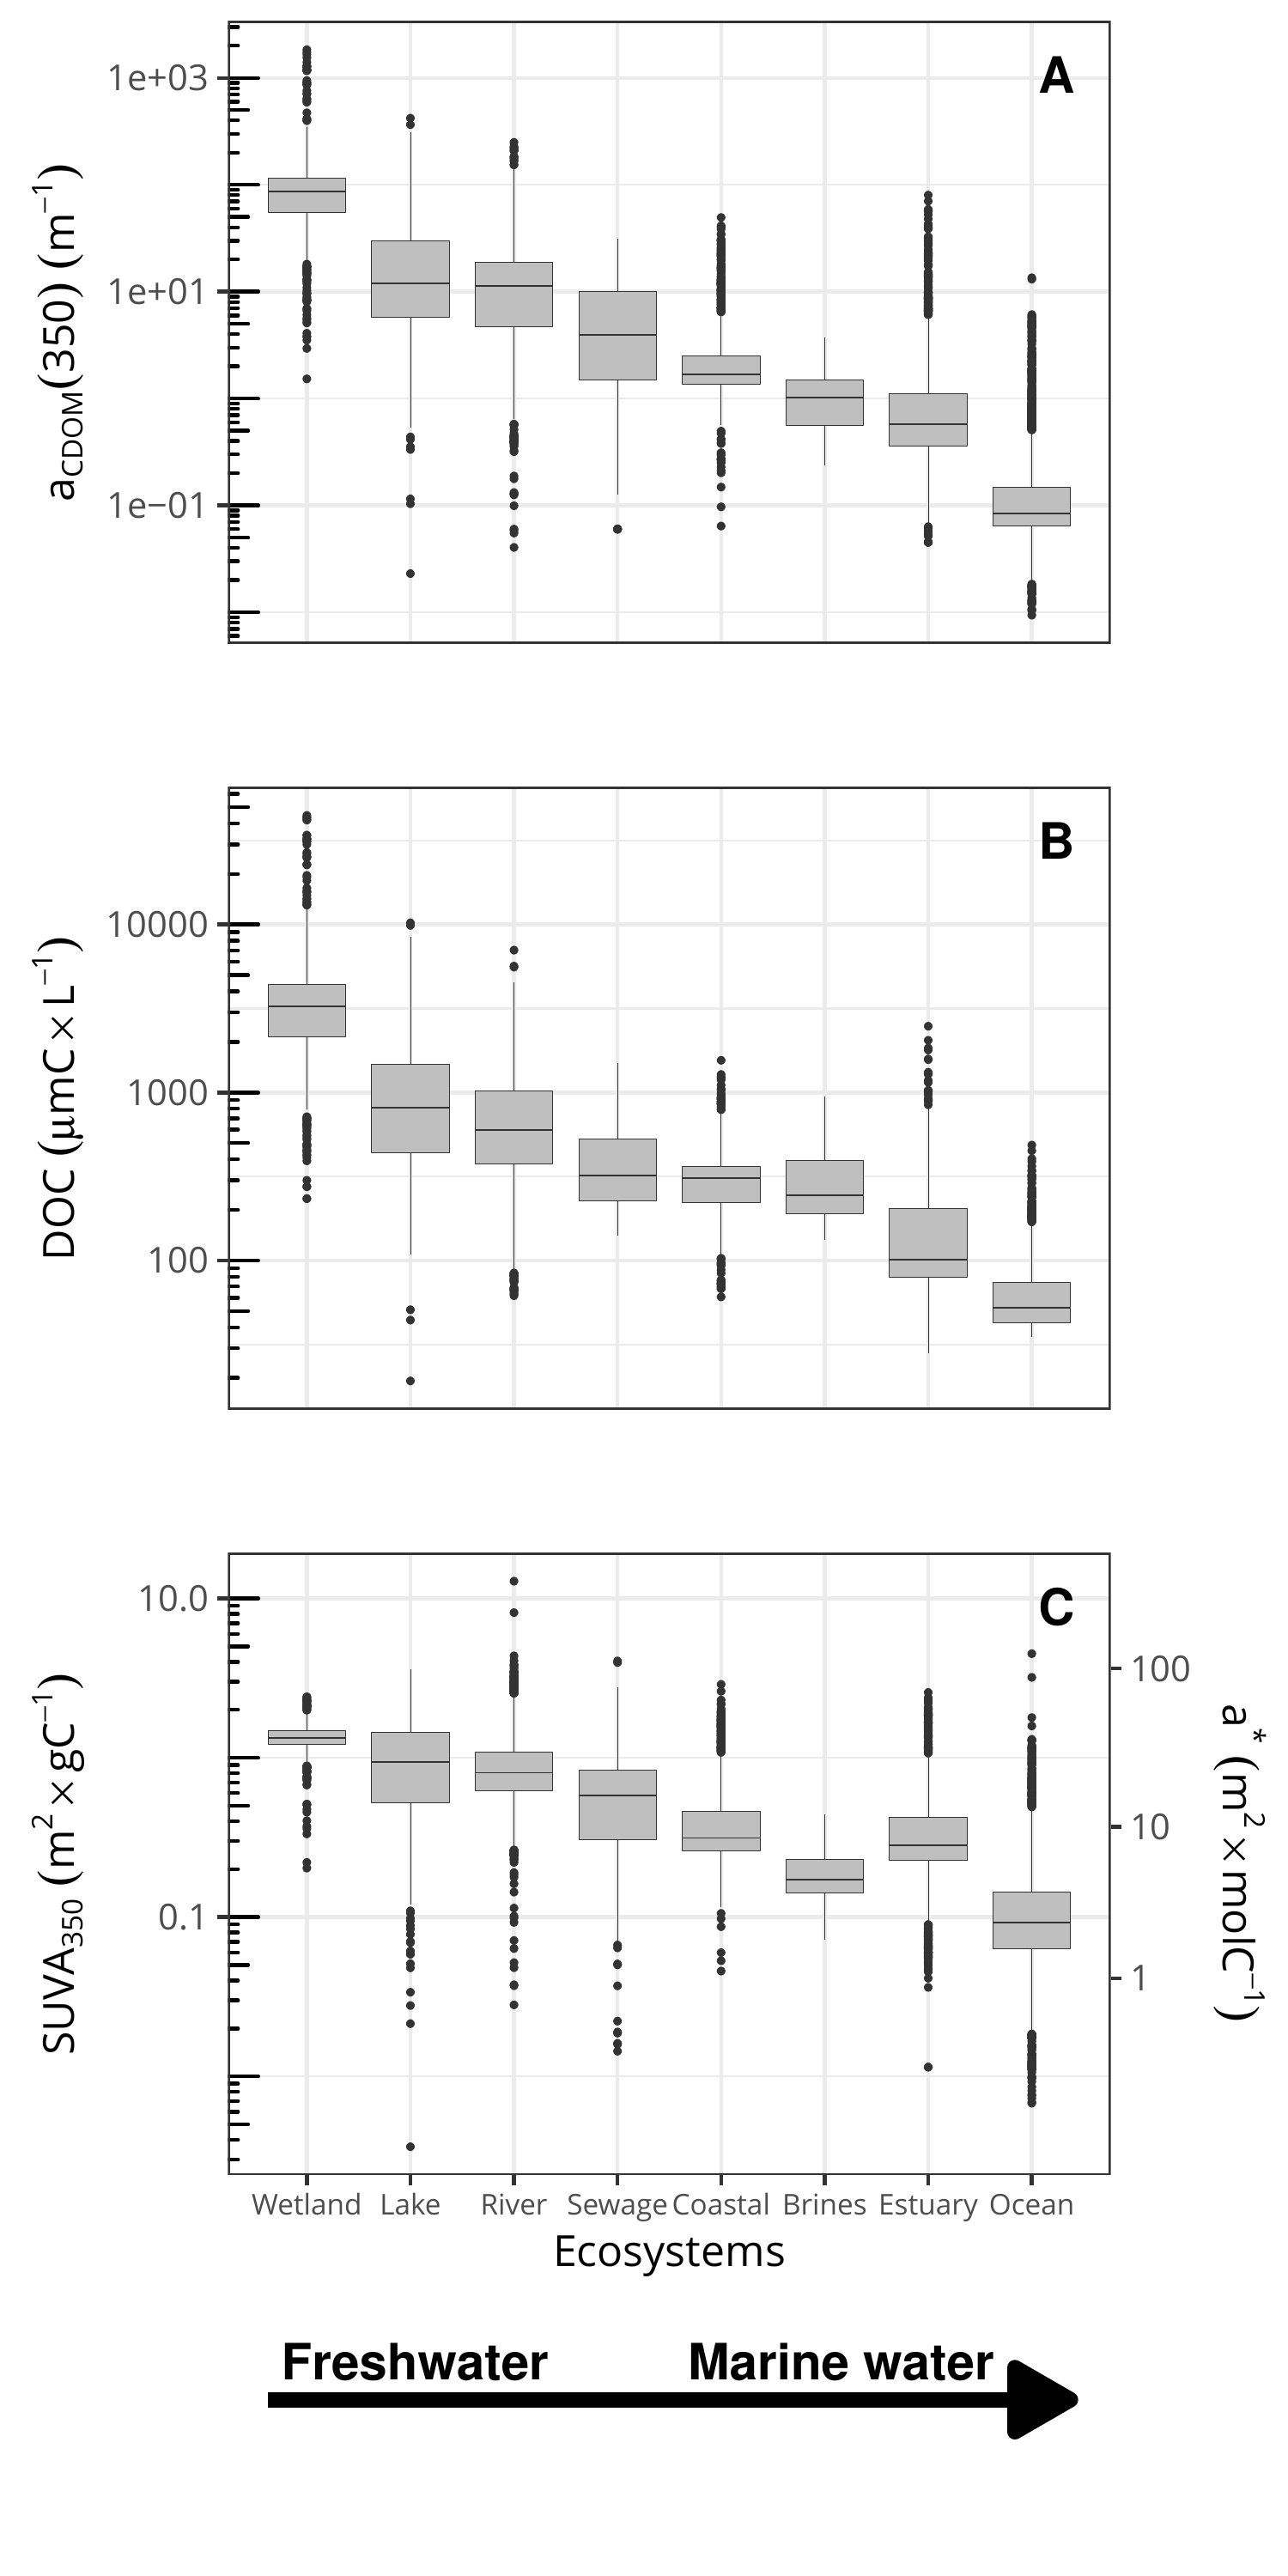 A
1e+03
1e+01
1e−01
aCDOM(350) (m⁻¹)
B
10000
1000
100
DOC (μmC × L⁻¹)
C
10.0
0.1
SUVA₃₅₀ (m² × gC⁻¹)
100
10
1
a* (m² × molC⁻¹)
Wetland Lake River Sewage Coastal Brines Estuary Ocean
Ecosystems
Freshwater Marine water